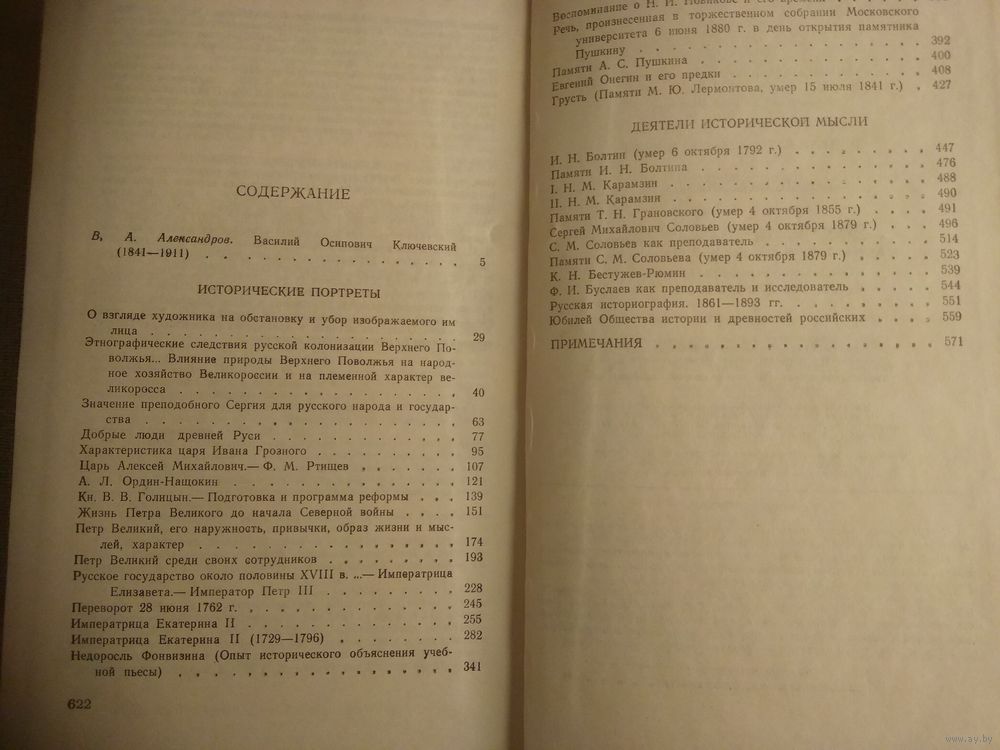 СОДЕРЖАНИЕ
В. А. Александров. Василий Осипович Ключевский
(1841—1911) . . . . . . . . . . . . . . 5
ИСТОРИЧЕСКИЕ ПОРТРЕТЫ
О взгляде художника на обстановку и убор изображаемого им
лица . . . . . . . . . . . . . . . . 29
Этнографические следствия русской колонизации Верхнего По-
волжья... Влияние природы Верхнего Поволжья на народ-
ное хозяйство Великороссии и на племенной характер ве-
ликоросса . . . . . . . . . . . . . . 40
Значение преподобного Сергия для русского народа и государ-
ства . . . . . . . . . . . . . . . . 63
Добрые люди древней Руси . . . . . . . . . . . 77
Характеристика царя Ивана Грозного . . . . . . . . 95
Царь Алексей Михайлович.— Ф. М. Ртищев . . . . . . . 107
А. Л. Ордин-Нащокин . . . . . . . . . . . . 121
Кн. В. В. Голицын.— Подготовка и программа реформы . . . 139
Жизнь Петра Великого до начала Северной войны . . . . 151
Петр Великий, его наружность, привычки, образ жизни и мыс-
лей, характер . . . . . . . . . . . . . 174
Петр Великий среди своих сотрудников . . . . . . . . 193
Русское государство около половины XVIII в. ...— Императрица
Елизавета.— Император Петр III . . . . . . . . 228
Переворот 28 июня 1762 г. . . . . . . . . . . . 245
Императрица Екатерина II . . . . . . . . . . . 255
Императрица Екатерина II (1729—1796) . . . . . . . 282
Недоросль Фонвизина (Опыт исторического объяснения учеб-
ной пьесы) . . . . . . . . . . . . . . 341
622
Воспоминание о Н. И. Новикове и его времени
Речь, произнесенная в торжественном собрании Московского
университета 6 июня 1880 г. в день открытия памятника
Пушкину . . . . . . . . . . . . . . 392
Памяти А. С. Пушкина . . . . . . . . . . . . 400
Евгений Онегин и его предки . . . . . . . . . . 408
Грусть (Памяти М. Ю. Лермонтова, умер 15 июля 1841 г.) . 427
ДЕЯТЕЛИ ИСТОРИЧЕСКОЙ МЫСЛИ
И. Н. Болтин (умер 6 октября 1792 г.) . . . . . . . 447
Памяти И. Н. Болтина . . . . . . . . . . . . 476
I. Н. М. Карамзин . . . . . . . . . . . . . 488
II. Н. М. Карамзин . . . . . . . . . . . . . 490
Памяти Т. Н. Грановского (умер 4 октября 1855 г.) . . . . 491
Сергей Михайлович Соловьев (умер 4 октября 1879 г.) . . . 496
С. М. Соловьев как преподаватель . . . . . . . . . 514
Памяти С. М. Соловьева (умер 4 октября 1879 г.) . . . . . 523
К. Н. Бестужев-Рюмин . . . . . . . . . . . . 539
Ф. И. Буслаев как преподаватель и исследователь . . . . . 544
Русская историография. 1861—1893 гг. . . . . . . . . 551
Юбилей Общества истории и древностей российских . . . . 559
ПРИМЕЧАНИЯ . . . . . . . . . . . . . . 571
www.ay.by